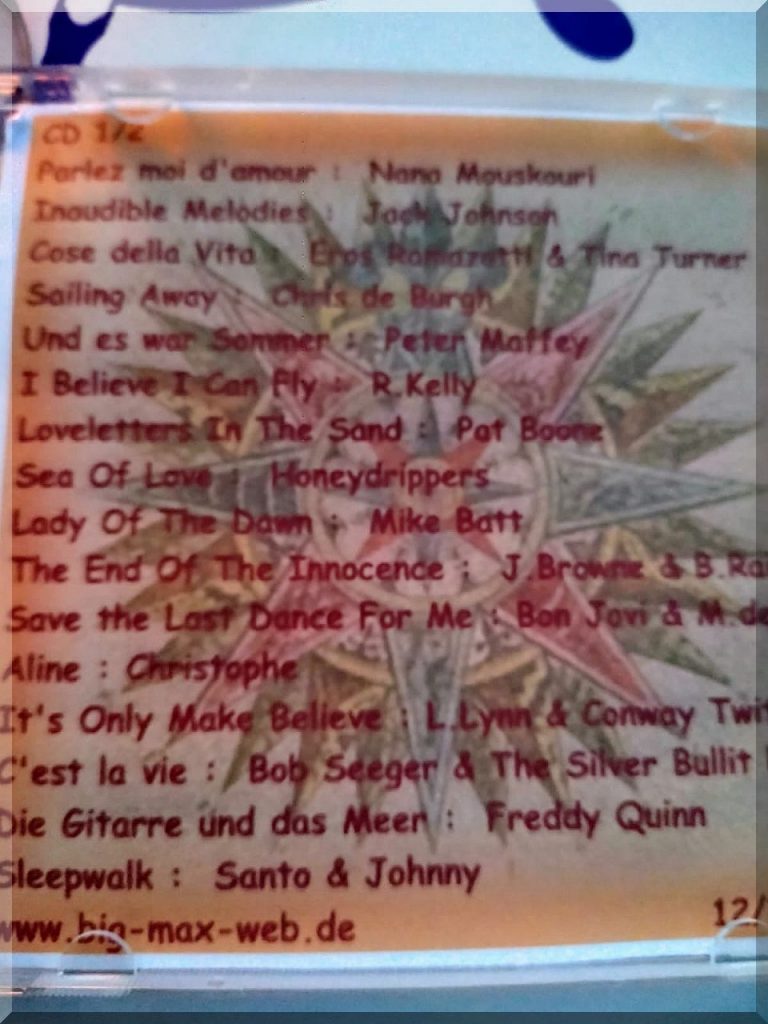 CD 1/2
Parlez moi d'amour : Nana Mouskouri
Inaudible Melodies : Jack Johnson
Cose della Vita : Eros Ramazotti & Tina Turner
Sailing Away : Chris de Burgh
Und es war Sommer : Peter Maffey
I Believe I Can Fly : R.Kelly
Loveletters In The Sand : Pat Boone
Sea Of Love : Honeydrippers
Lady Of The Dawn : Mike Batt
The End Of The Innocence : J.Browne & B.Rai
Save the Last Dance For Me : Bon Jovi & M.de
Aline : Christophe
It's Only Make Believe : L.Lynn & Conway Twit
C'est la vie : Bob Seeger & The Silver Bullit
Die Gitarre und das Meer : Freddy Quinn
Sleepwalk : Santo & Johnny
www.big-max-web.de 12/